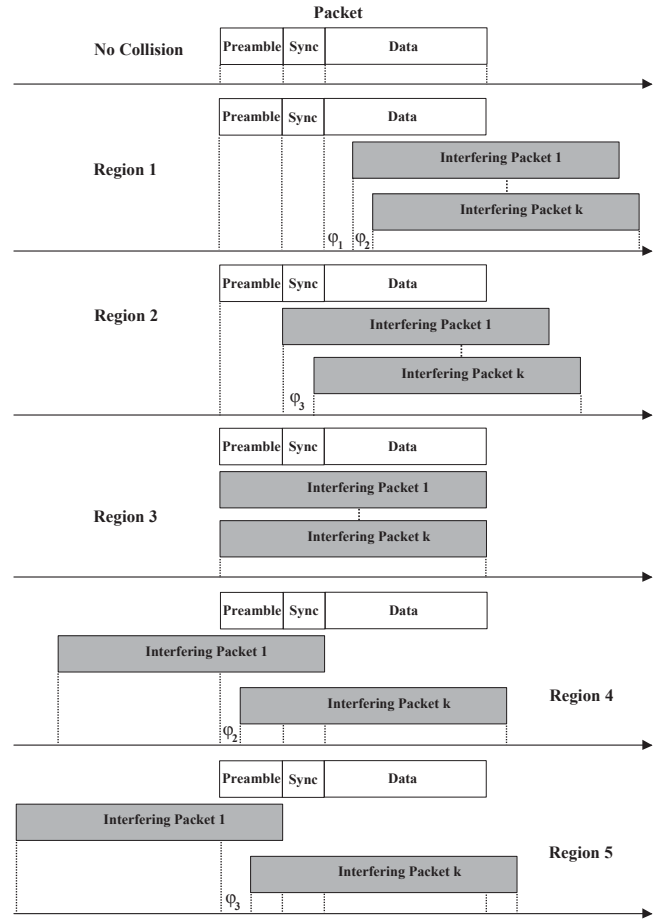 Packet
No Collision
Preamble Sync Data
Region 1
Preamble Sync Data
Interfering Packet 1
Interfering Packet k
φ1 φ2
Region 2
Preamble Sync Data
Interfering Packet 1
Interfering Packet k
φ3
Region 3
Preamble Sync Data
Interfering Packet 1
Interfering Packet k
Preamble Sync Data
Interfering Packet 1
Region 4
Interfering Packet k
φ2
Preamble Sync Data
Interfering Packet 1
Region 5
Interfering Packet k
φ3